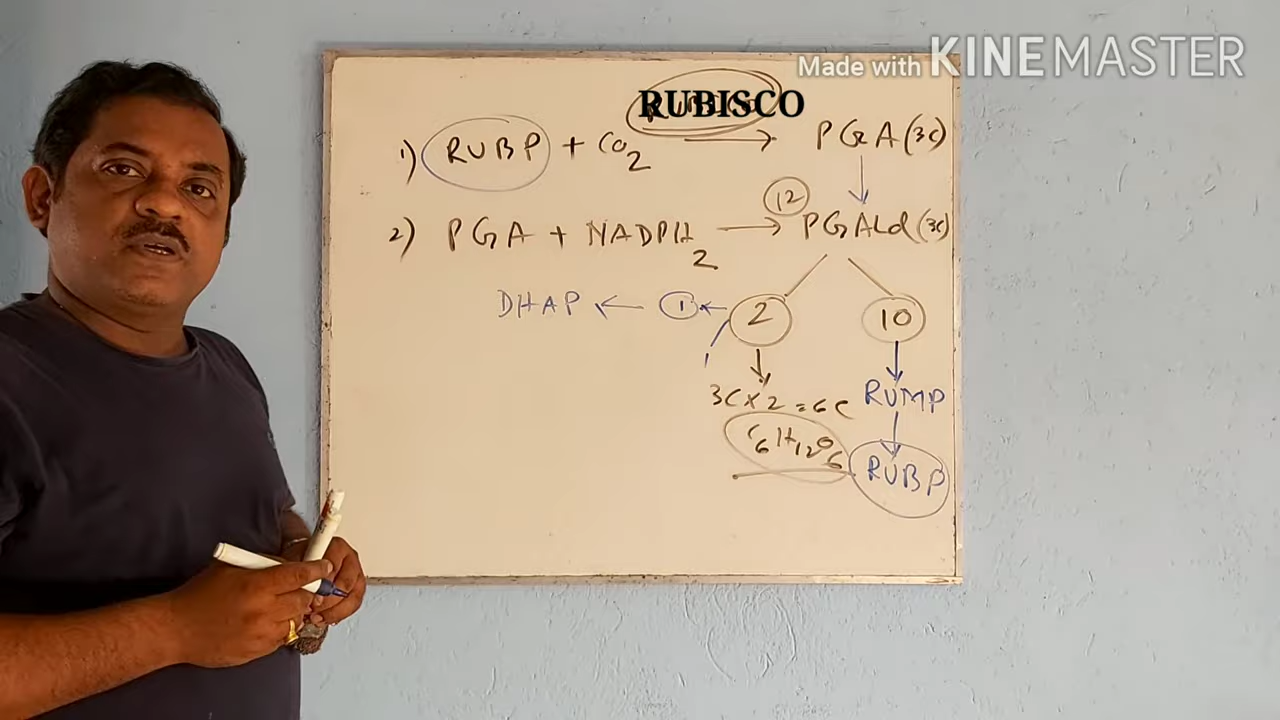 Made with KINEMASTER
RUBISCO
1) RUBP + CO2 → PGA (3C)
2) PGA + NADPH2 → 12 PGALd (3C)
DHAP ← 1 ← 2 10
3C x 2 = 6C RUMP
C6H12O6 RUBP